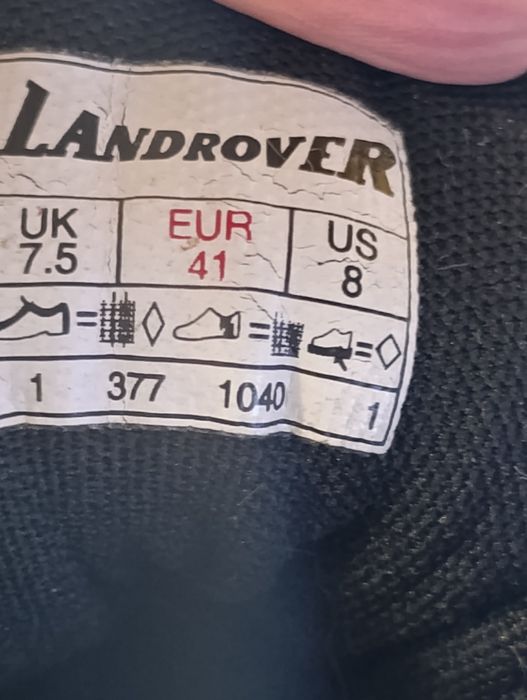 LANDROVER
UK EUR US
7.5 41 8
= = =
1 377 1040 1